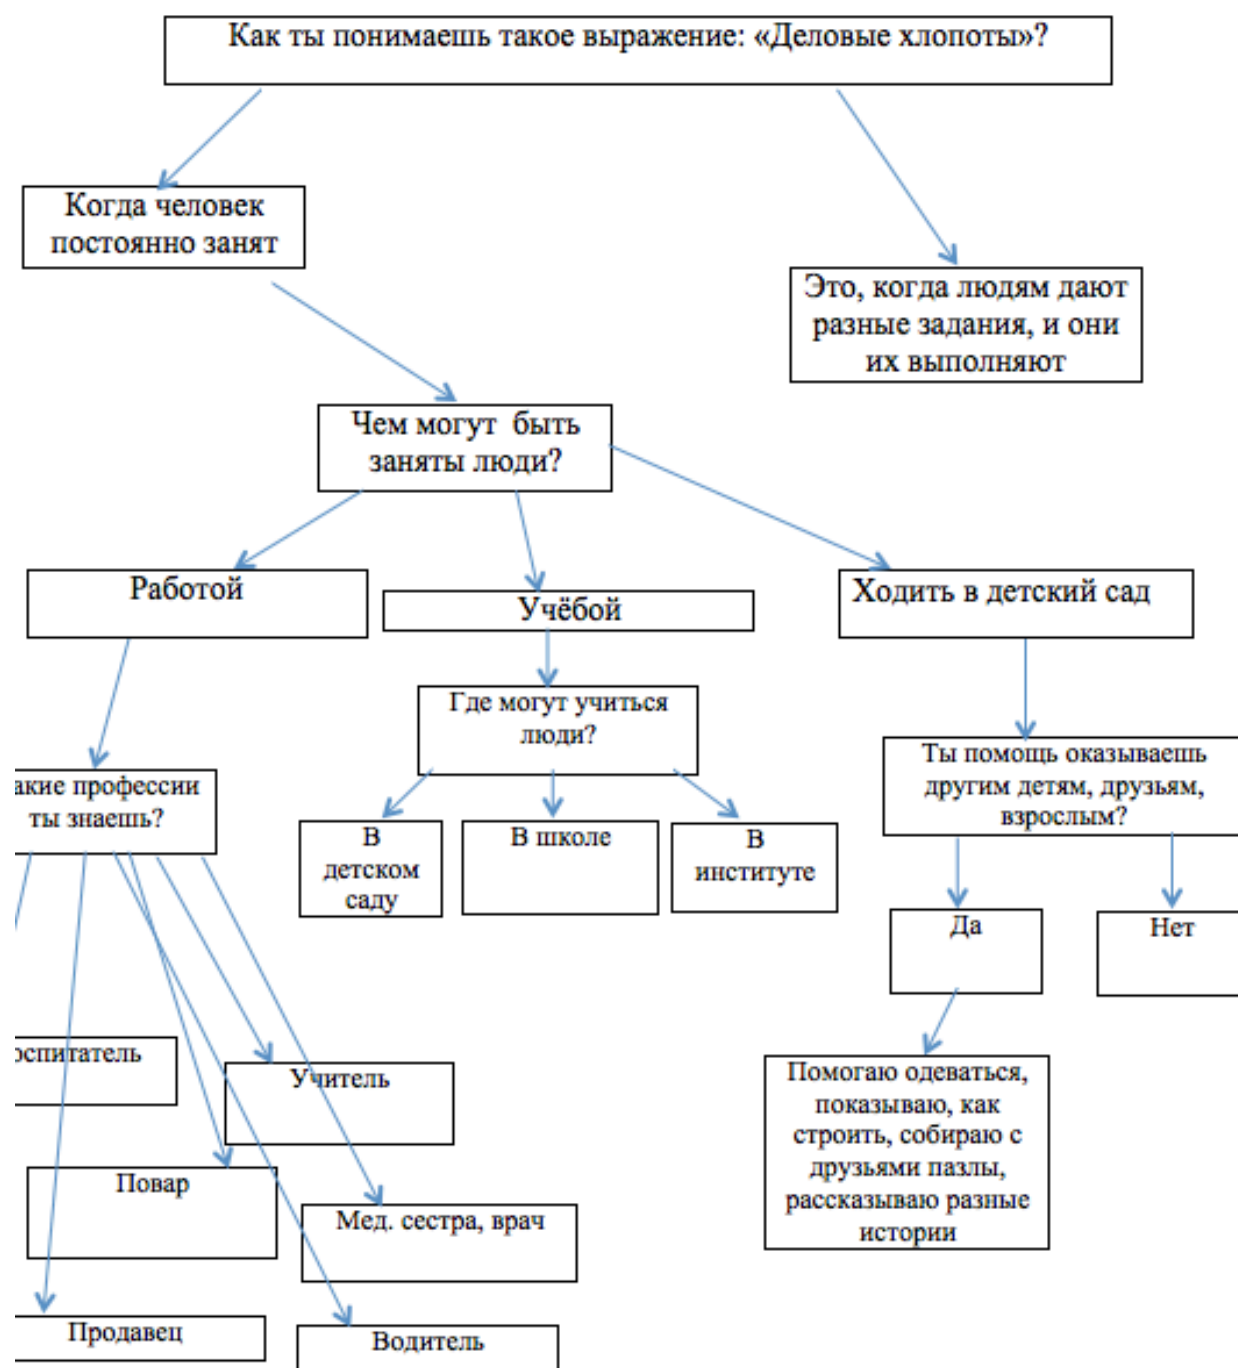 Как ты понимаешь такое выражение: «Деловые хлопоты»?
Когда человек
постоянно занят
Это, когда людям дают
разные задания, и они
их выполняют
Чем могут быть
заняты люди?
Работой
Учёбой
Ходить в детский сад
Где могут учиться
люди?
Ты помощь оказываешь
другим детям, друзьям,
взрослым?
акие профессии
ты знаешь?
В
детском
саду
В школе
В
институте
Да
Нет
оспитатель
Учитель
Помогаю одеваться,
показываю, как
строить, собираю с
друзьями пазлы,
рассказываю разные
истории
Повар
Мед. сестра, врач
Продавец
Водитель